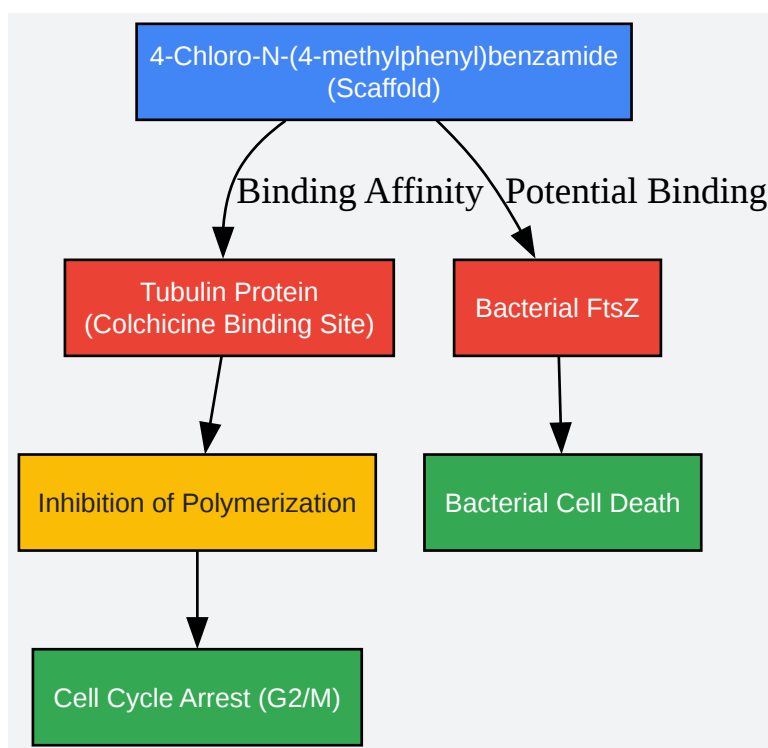 4-Chloro-N-(4-methylphenyl)benzamide
(Scaffold)
Binding Affinity
Potential Binding
Tubulin Protein
(Colchicine Binding Site)
Bacterial FtsZ
Inhibition of Polymerization
Bacterial Cell Death
Cell Cycle Arrest (G2/M)